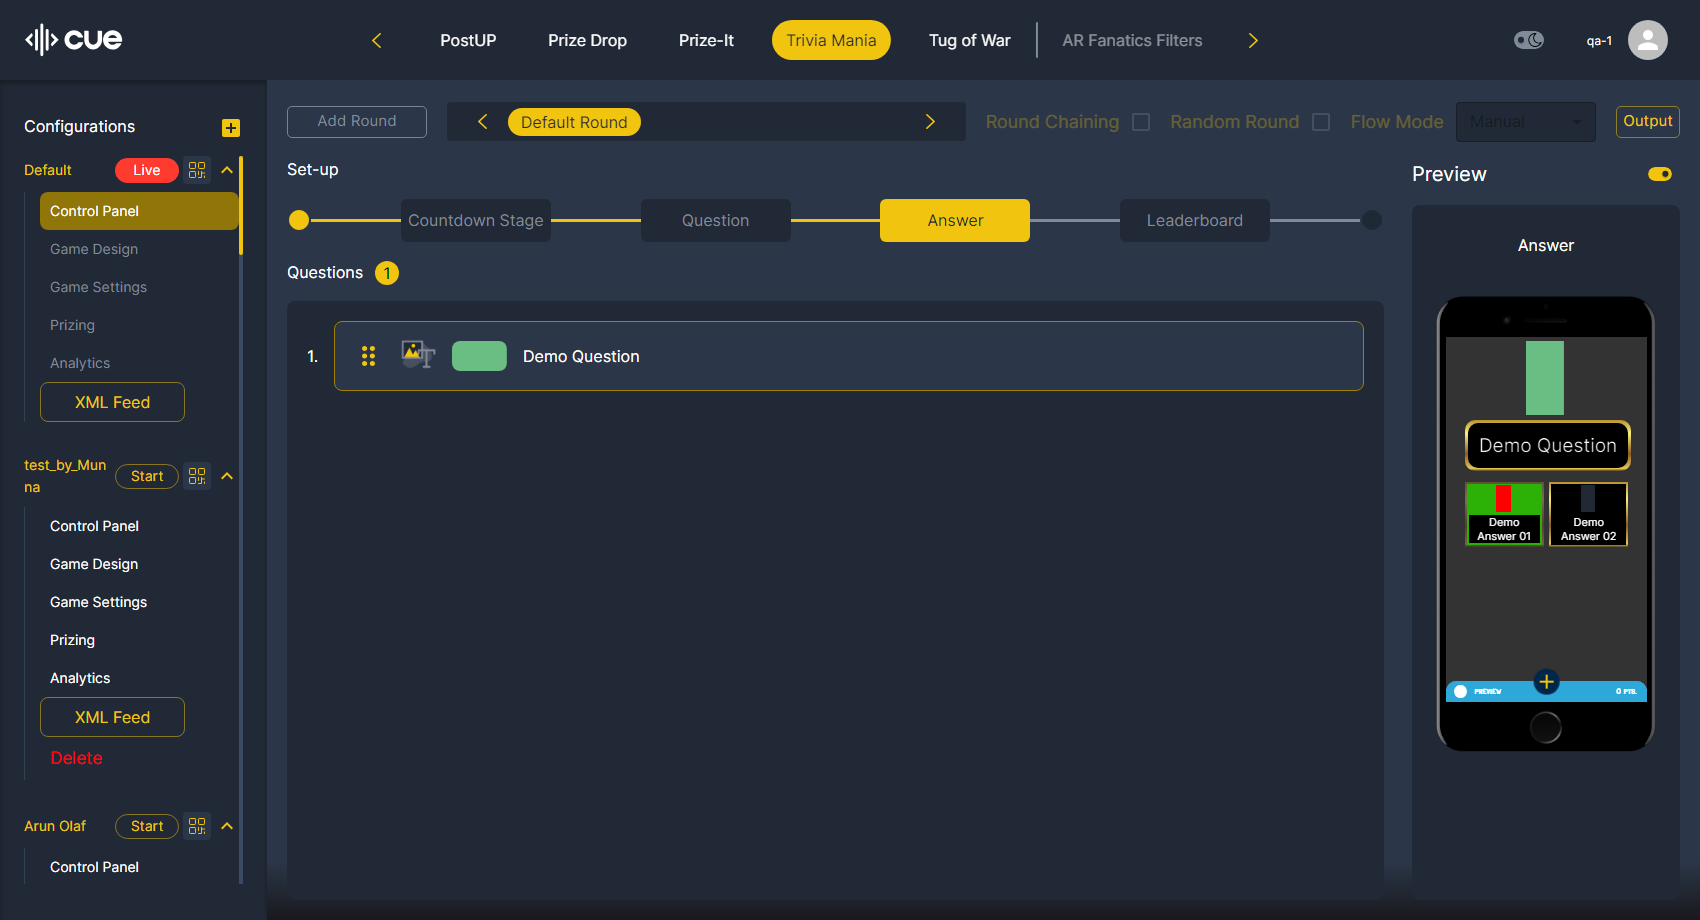 cue
PostUP
Prize Drop
Prize-It
Trivia Mania
Tug of War
AR Fanatics Filters
qa-1
Configurations
Default
Live
Control Panel
Game Design
Game Settings
Prizing
Analytics
XML Feed
test_by_Mun
na
Start
Control Panel
Game Design
Game Settings
Prizing
Analytics
XML Feed
Delete
Arun Olaf
Start
Control Panel
Add Round
Default Round
Round Chaining
Random Round
Flow Mode
Manual
Output
Set-up
Countdown Stage
Question
Answer
Leaderboard
Questions
1
1.
Demo Question
Preview
Answer
Demo Question
Demo
Answer 01
Demo
Answer 02
PREVIEW
0 PTS.